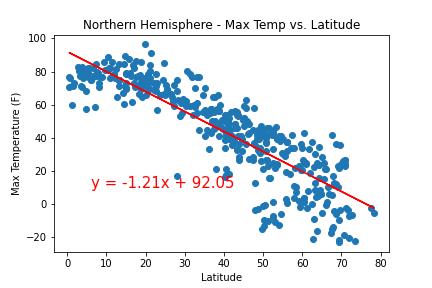 Northern Hemisphere - Max Temp vs. Latitude
100
80
60
40
20
0
−20
Max Temperature (F)
y = -1.21x + 92.05
0 10 20 30 40 50 60 70 80
Latitude